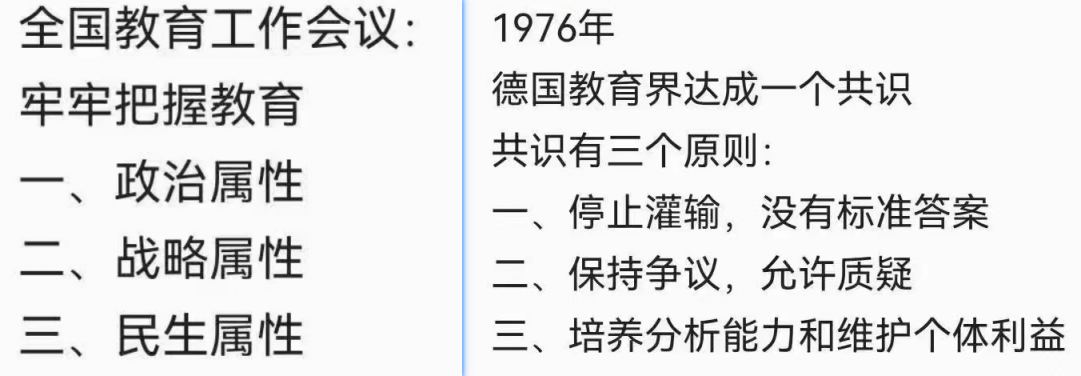 全国教育工作会议:
牢牢把握教育
一、政治属性
二、战略属性
三、民生属性
1976年
德国教育界达成一个共识
共识有三个原则:
一、停止灌输，没有标准答案
二、保持争议，允许质疑
三、培养分析能力和维护个体利益